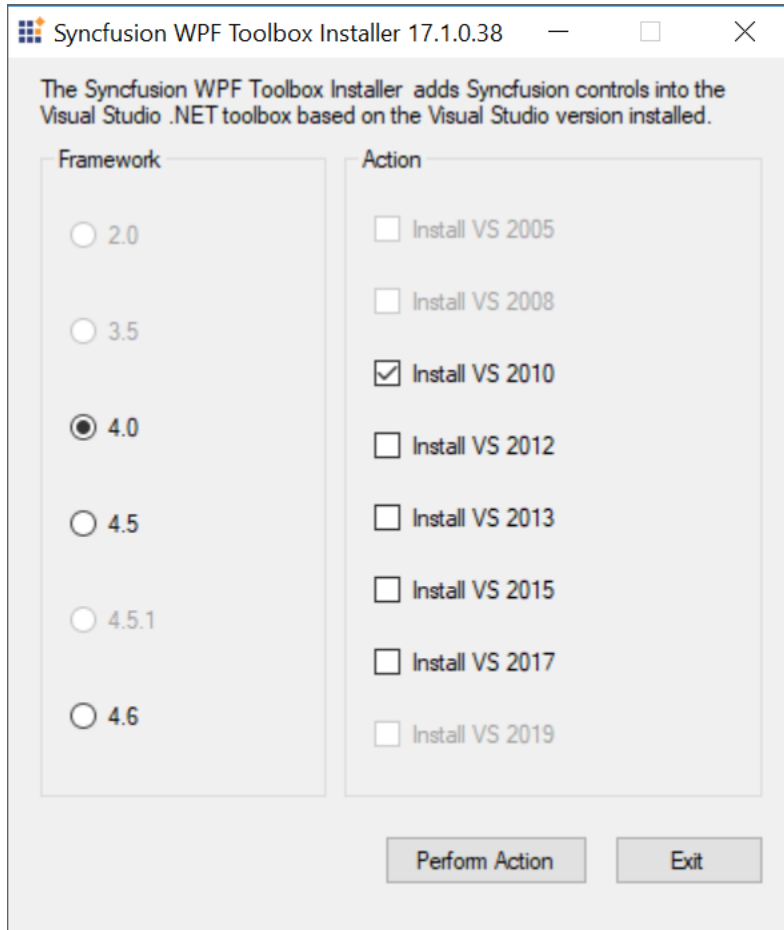 Syncfusion WPF Toolbox Installer 17.1.0.38
The Syncfusion WPF Toolbox Installer adds Syncfusion controls into the
Visual Studio .NET toolbox based on the Visual Studio version installed.
Framework
2.0
3.5
4.0
4.5
4.5.1
4.6
Action
Install VS 2005
Install VS 2008
Install VS 2010
Install VS 2012
Install VS 2013
Install VS 2015
Install VS 2017
Install VS 2019
Perform Action
Exit